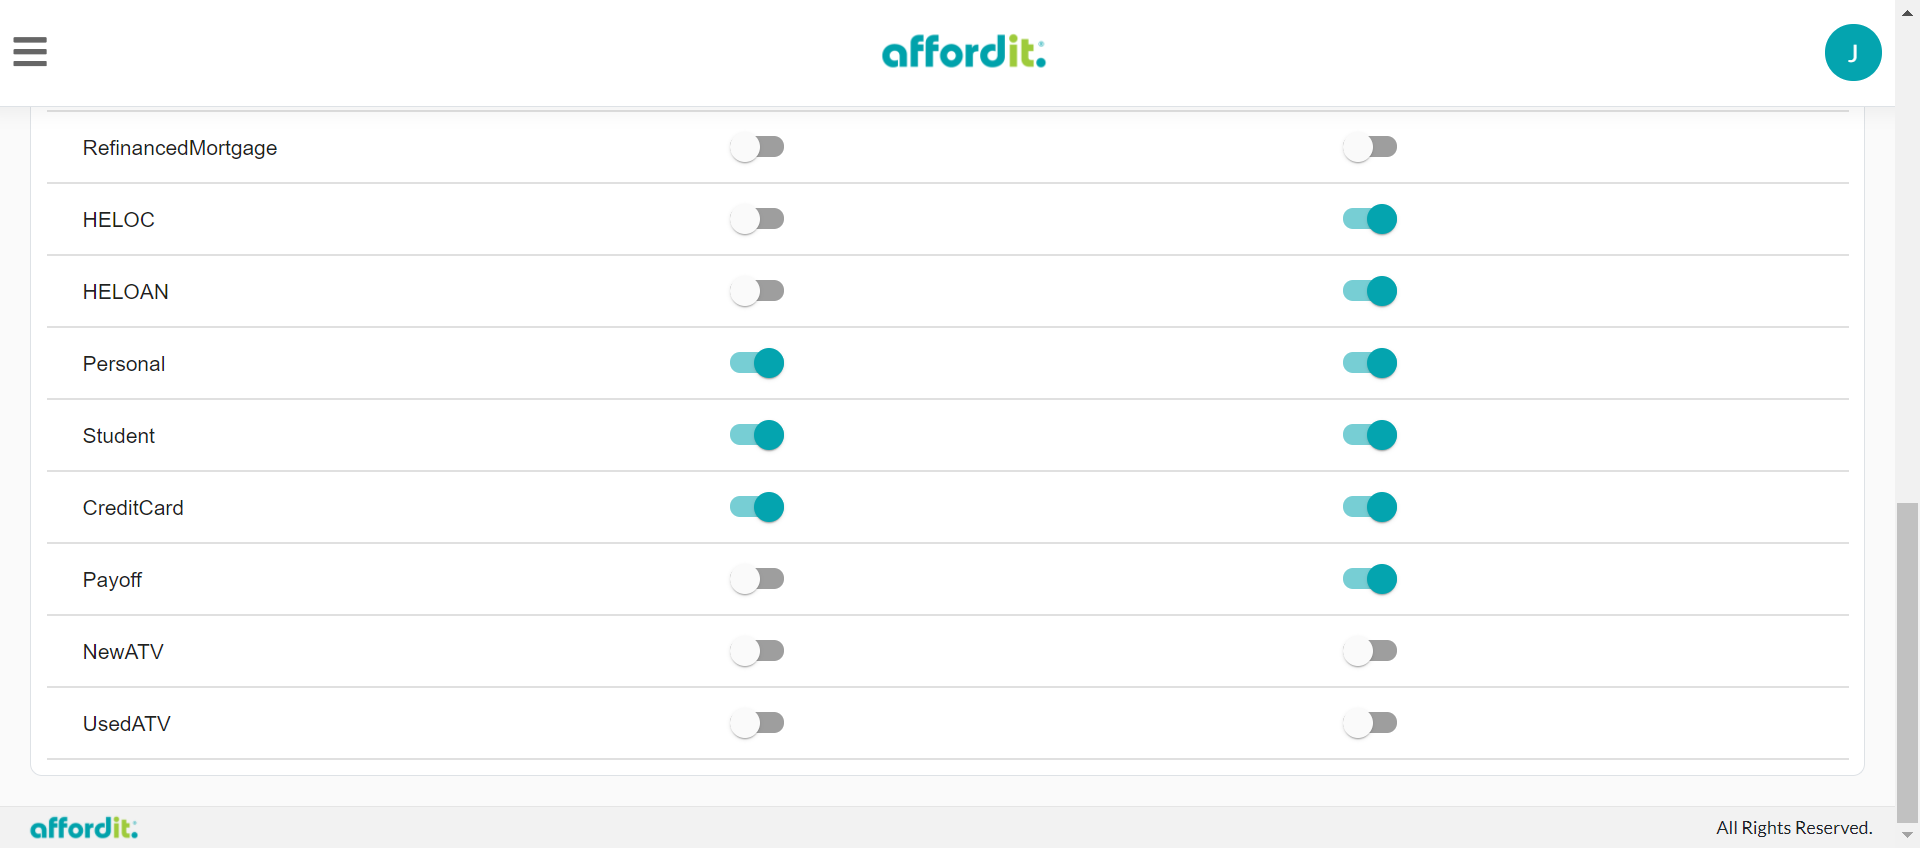 affordit:
J
RefinancedMortgage
HELOC
HELOAN
Personal
Student
CreditCard
Payoff
NewATV
UsedATV
affordit:
All Rights Reserved.